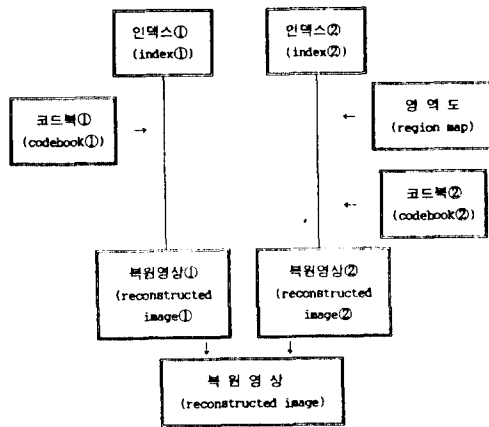 인덱스①
(index①)
인덱스②
(index②)
코드북①
(codebook①)
영 역 도
(region map)
코드북②
(codebook②)
복원영상①
(reconstructed
image①)
복원영상②
(reconstructed
image②)
복 원 영 상
(reconstructed image)